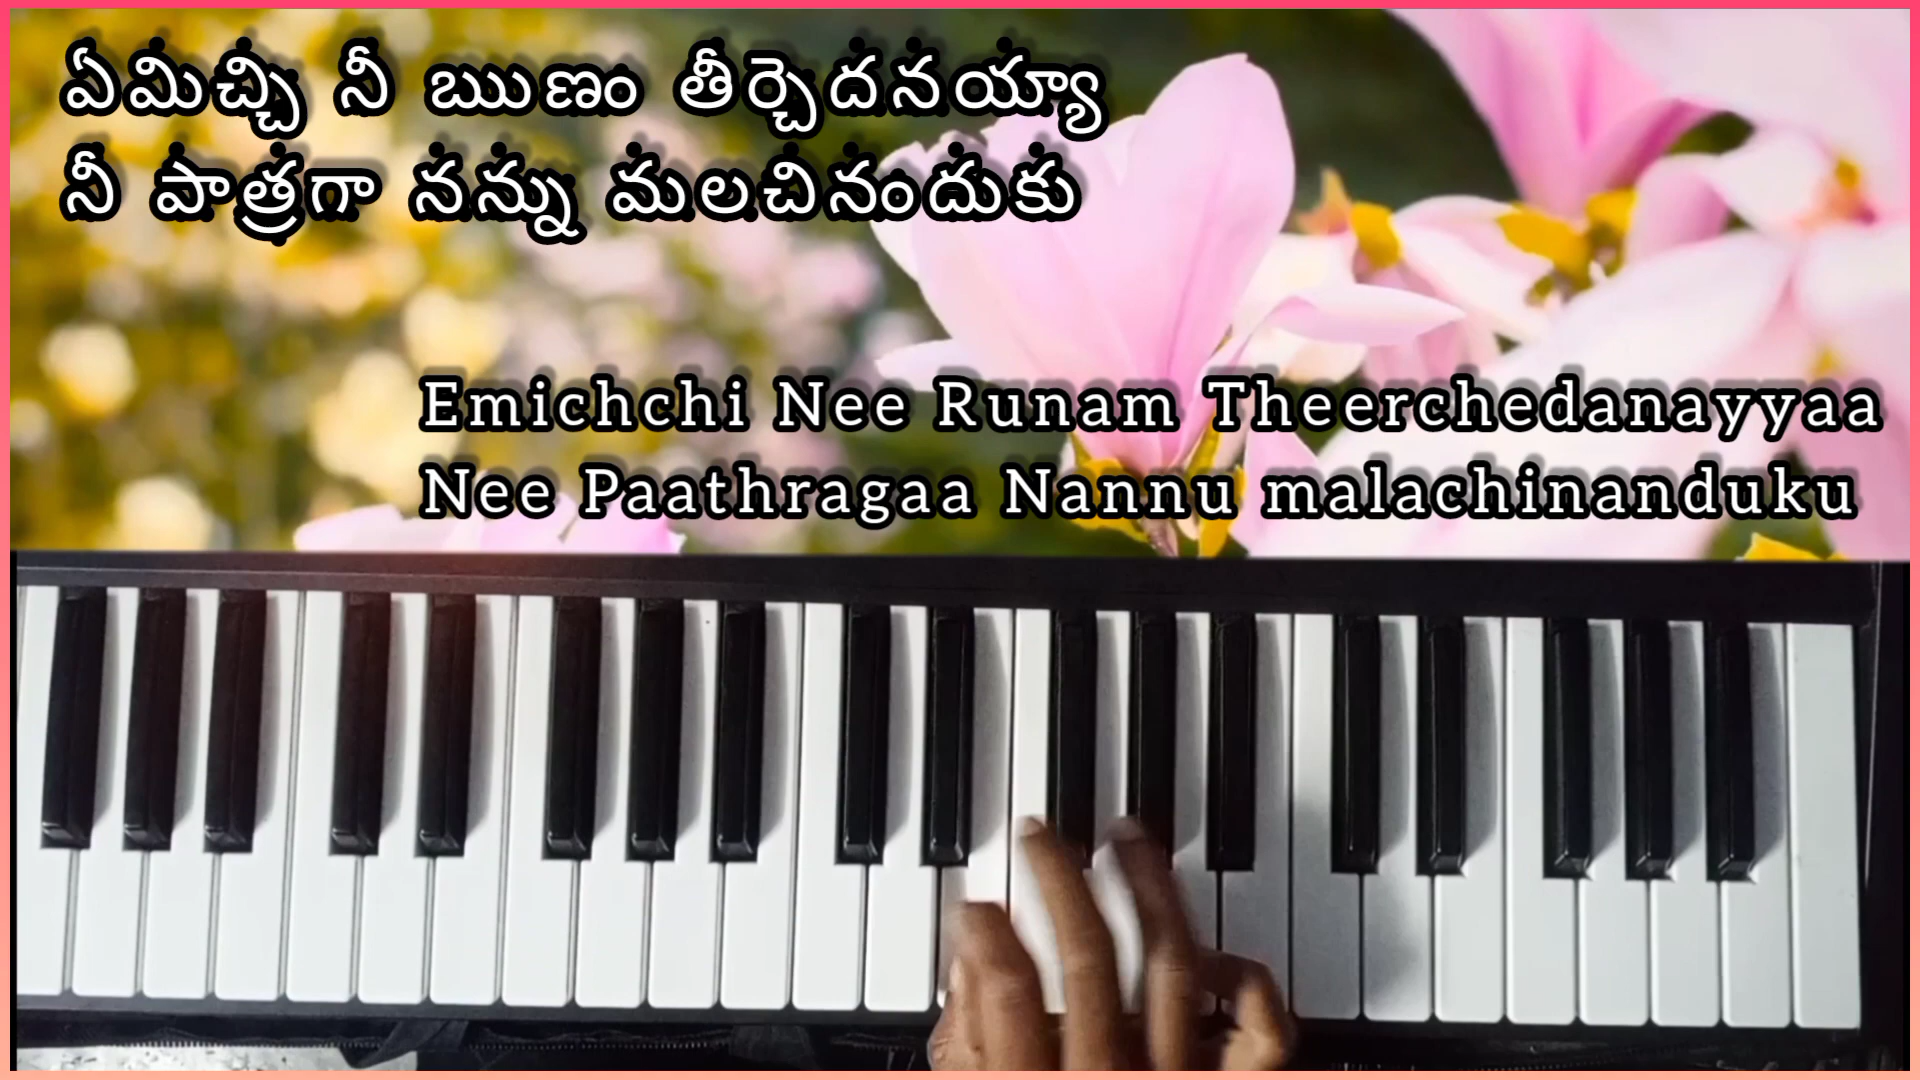 ఏమిచ్చి నీ ఋణం తీర్చెదనయ్యా
నీ పాత్రగా నన్ను మలచినందుకు
Emichchi Nee Runam Theerchedanayyaa
Nee Paathragaa Nannu malachinanduku